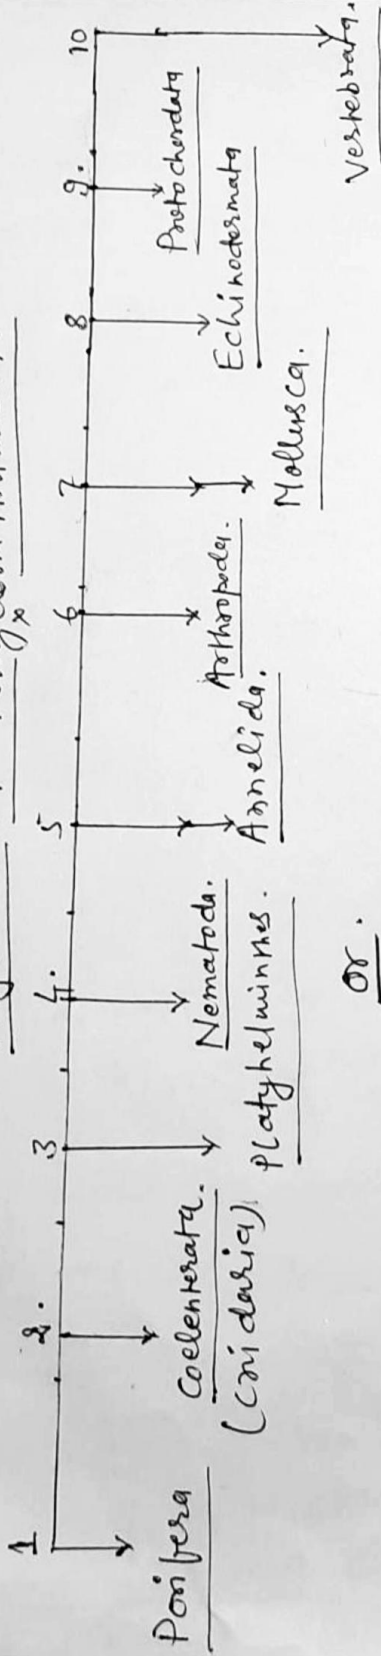 1 2. 3 4. 5 6 7 8 9. 10
Porifera
Coelenterata.
(Cnidaria)
Platyhelminthes.
Nematoda.
Annelida.
Arthropoda.
Mollusca.
Echinodermata
Protochordata
Vertebrata.
or.